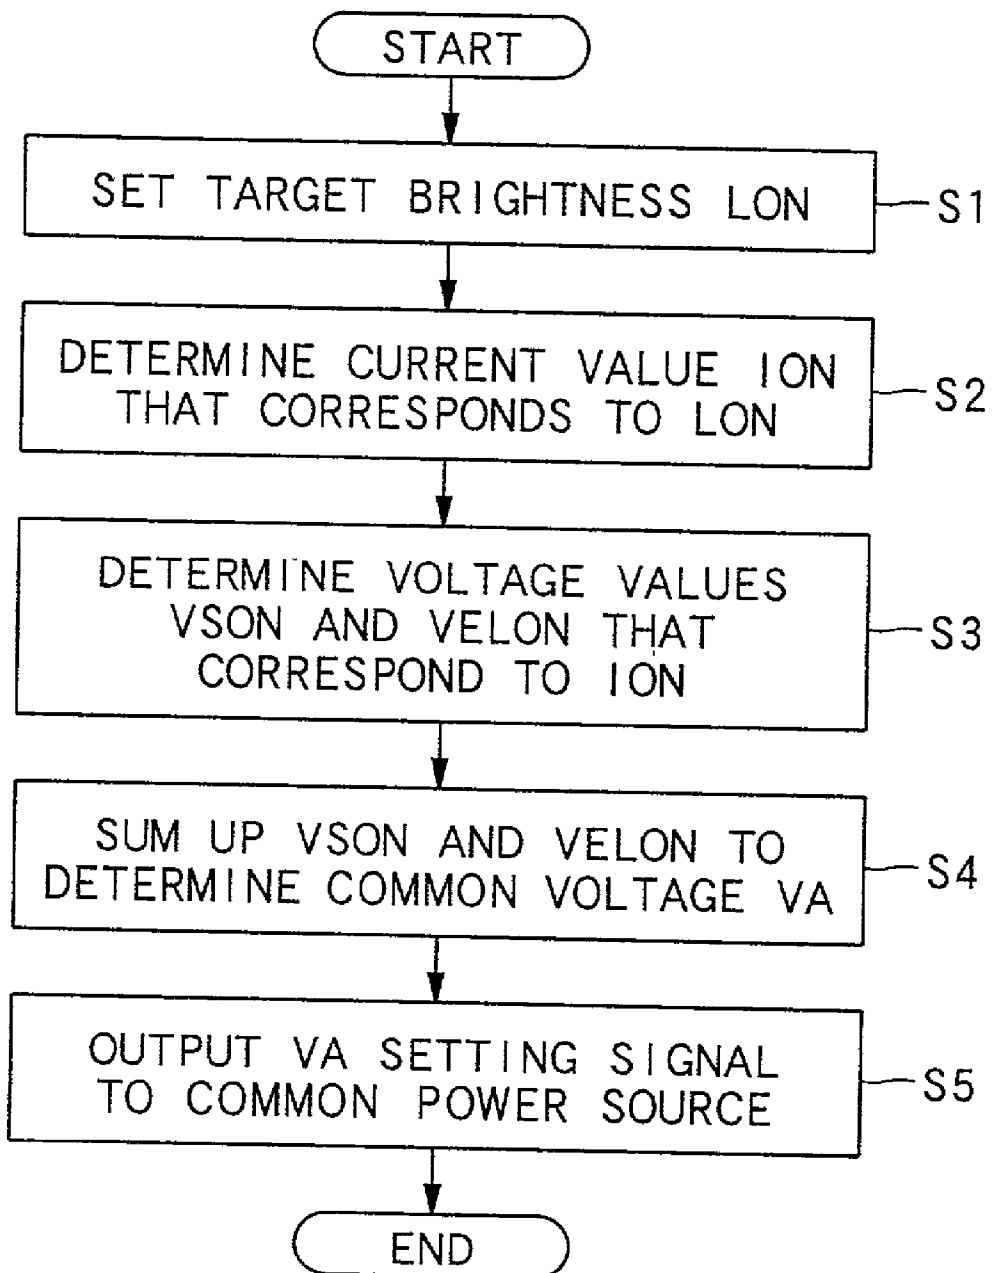 START
SET TARGET BRIGHTNESS LON
S1
DETERMINE CURRENT VALUE ION
THAT CORRESPONDS TO LON
S2
DETERMINE VOLTAGE VALUES
VSON AND VELON THAT
CORRESPOND TO ION
S3
SUM UP VSON AND VELON TO
DETERMINE COMMON VOLTAGE VA
S4
OUTPUT VA SETTING SIGNAL
TO COMMON POWER SOURCE
S5
END